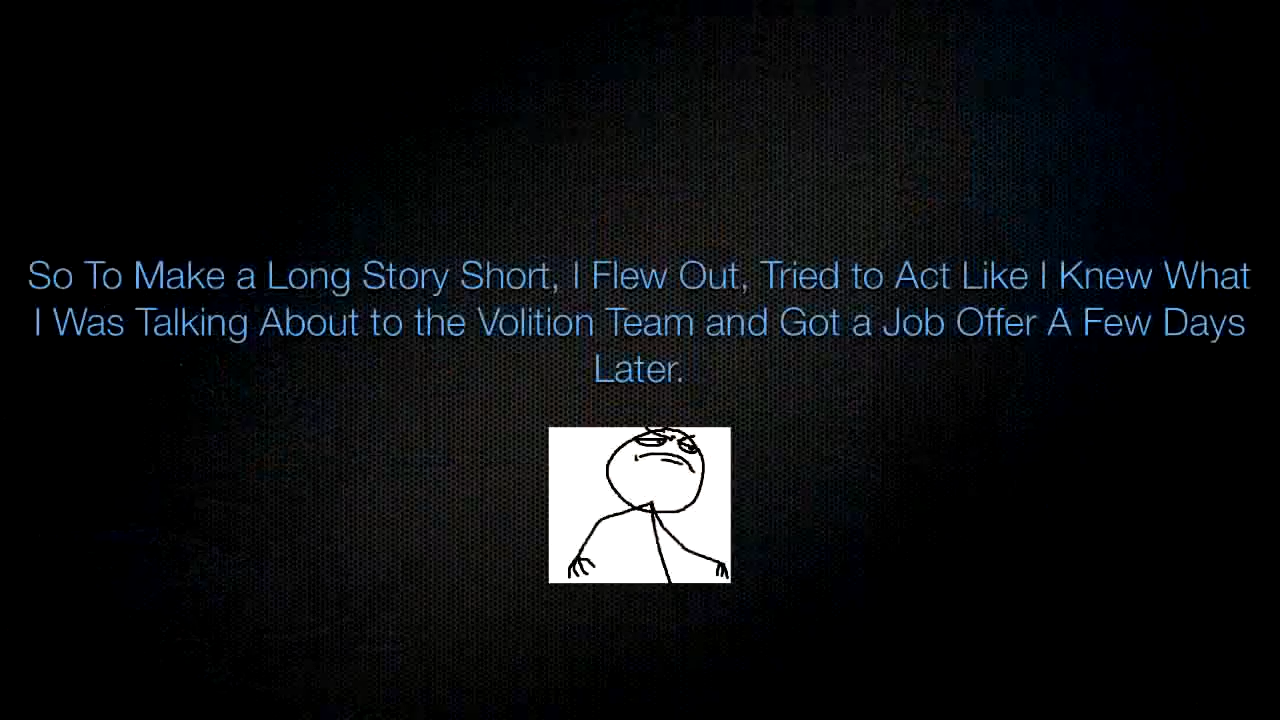 So To Make a Long Story Short, I Flew Out, Tried to Act Like I Knew What
I Was Talking About to the Volition Team and Got a Job Offer A Few Days
Later.